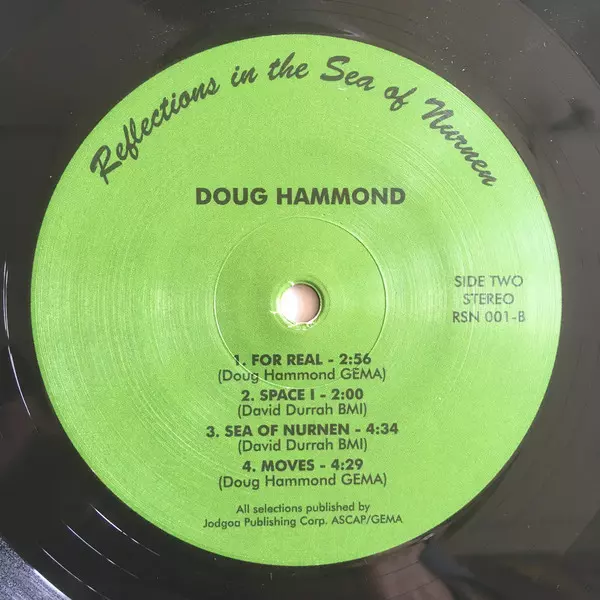 Reflections in the Sea of Nurnen
DOUG HAMMOND
SIDE TWO
STEREO
RSN 001-B
1. FOR REAL - 2:56
(Doug Hammond GEMA)
2. SPACE I - 2:00
(David Durrah BMI)
3. SEA OF NURNEN - 4:34
(David Durrah BMI)
4. MOVES - 4:29
(Doug Hammond GEMA)
All selections published by
Jodgoa Publishing Corp. ASCAP/GEMA